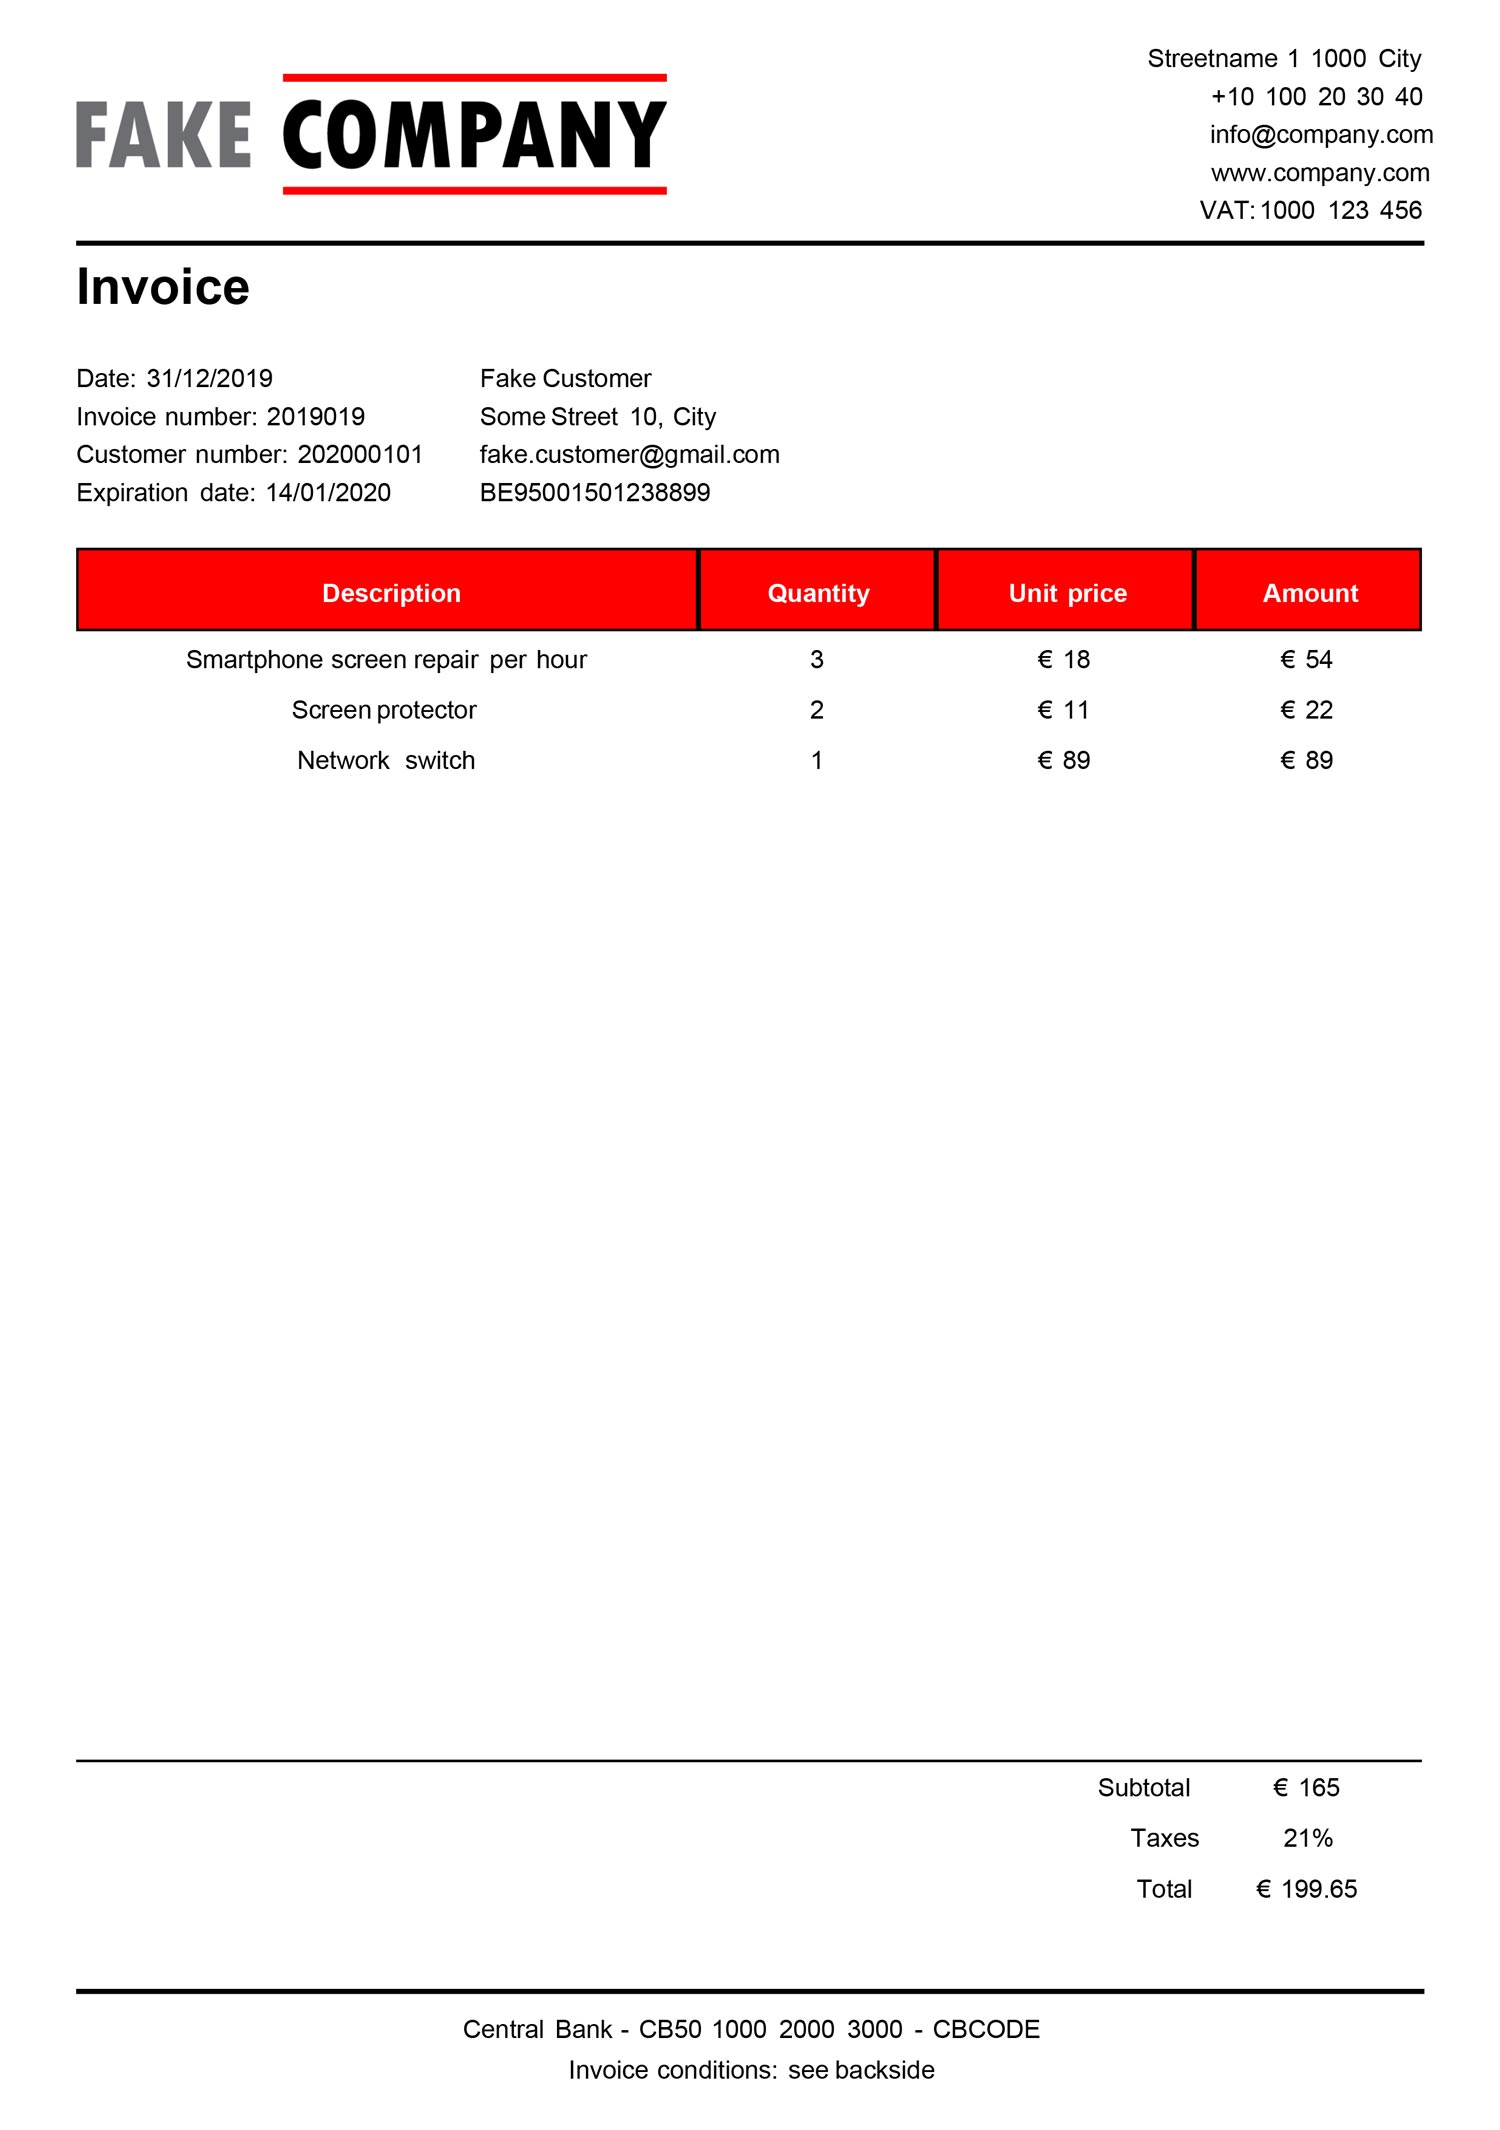 FAKE COMPANY
Streetname 1 1000 City
+10 100 20 30 40
info@company.com
www.company.com
VAT: 1000 123 456
Invoice
Date: 31/12/2019
Invoice number: 2019019
Customer number: 202000101
Expiration date: 14/01/2020
Fake Customer
Some Street 10, City
fake.customer@gmail.com
BE95001501238899
Description Quantity Unit price Amount
Smartphone screen repair per hour 3 € 18 € 54
Screen protector 2 € 11 € 22
Network switch 1 € 89 € 89
Subtotal € 165
Taxes 21%
Total € 199.65
Central Bank - CB50 1000 2000 3000 - CBCODE
Invoice conditions: see backside